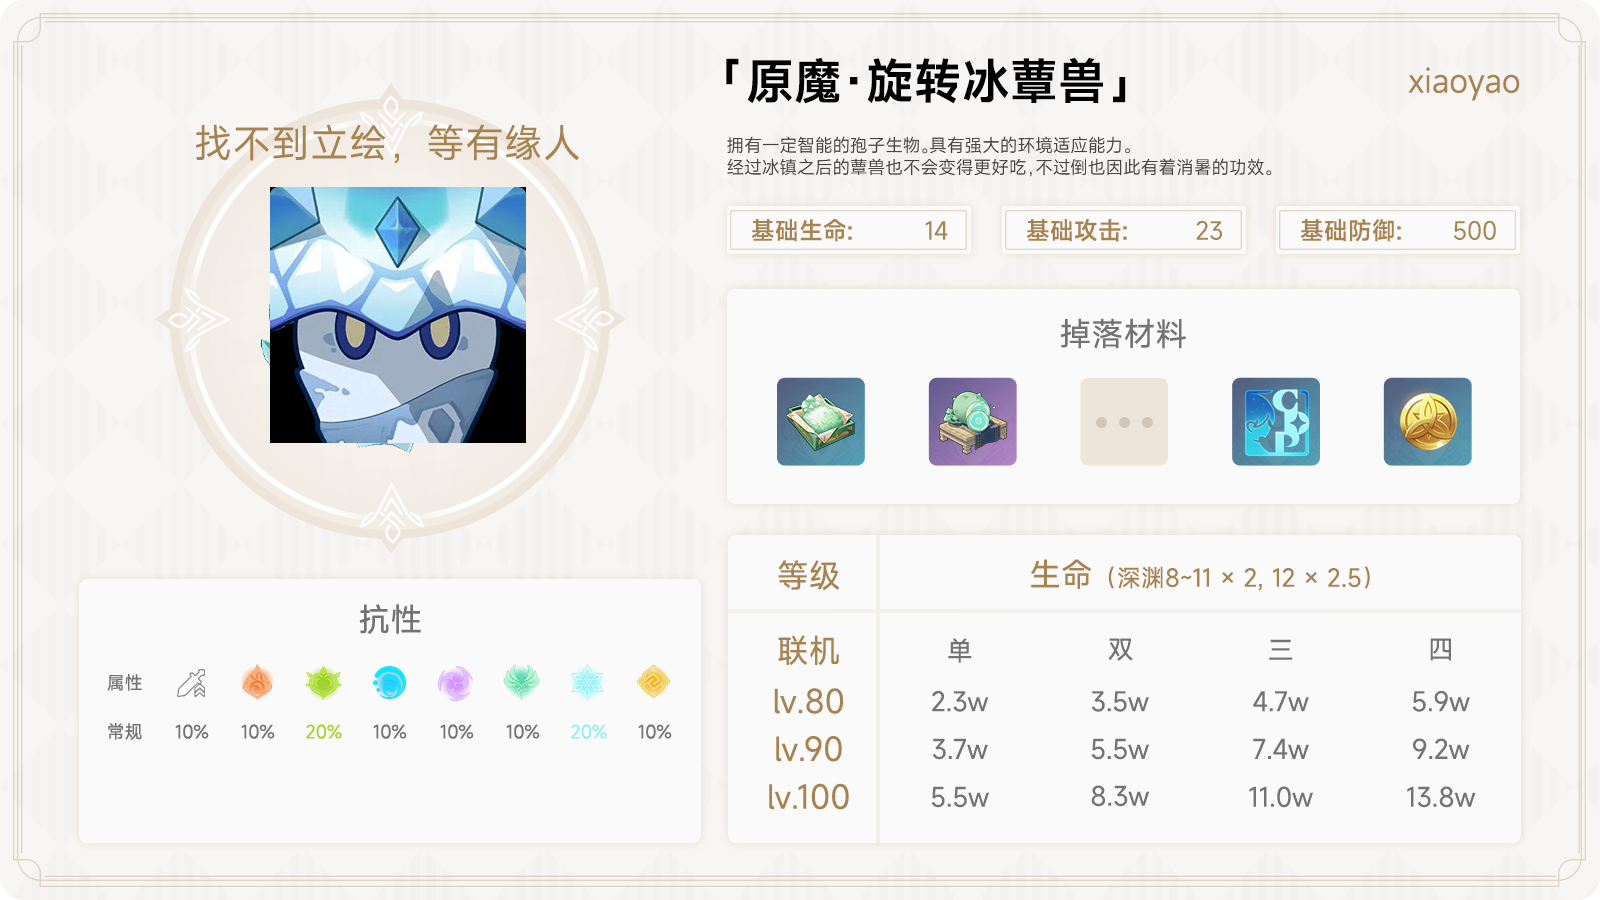 「原魔·旋转冰蕈兽」
xiaoyao
找不到立绘，等有缘人
拥有一定智能的孢子生物。具有强大的环境适应能力。
经过冰镇之后的蕈兽也不会变得更好吃，不过倒也因此有着消暑的功效。
基础生命: 14
基础攻击: 23
基础防御: 500
掉落材料
抗性
属性
常规 10% 10% 20% 10% 10% 10% 20% 10%
等级 生命（深渊8~11 × 2, 12 × 2.5）
联机 单 双 三 四
lv.80 2.3w 3.5w 4.7w 5.9w
lv.90 3.7w 5.5w 7.4w 9.2w
lv.100 5.5w 8.3w 11.0w 13.8w